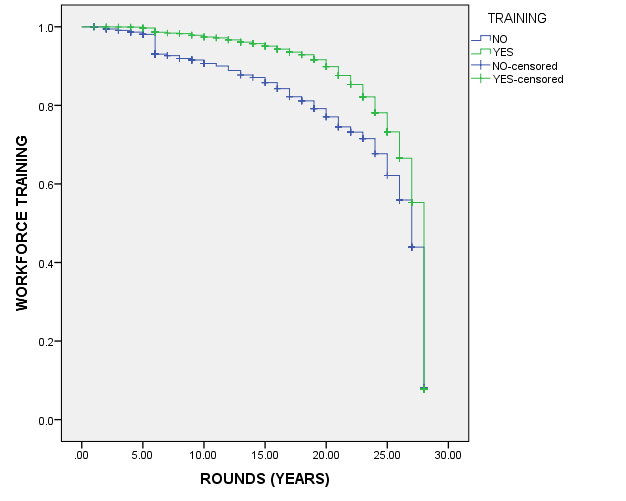 TRAINING
NO
YES
NO-censored
YES-censored
WORKFORCE TRAINING
1.0
0.8
0.6
0.4
0.2
0.0
.00 5.00 10.00 15.00 20.00 25.00 30.00
ROUNDS (YEARS)